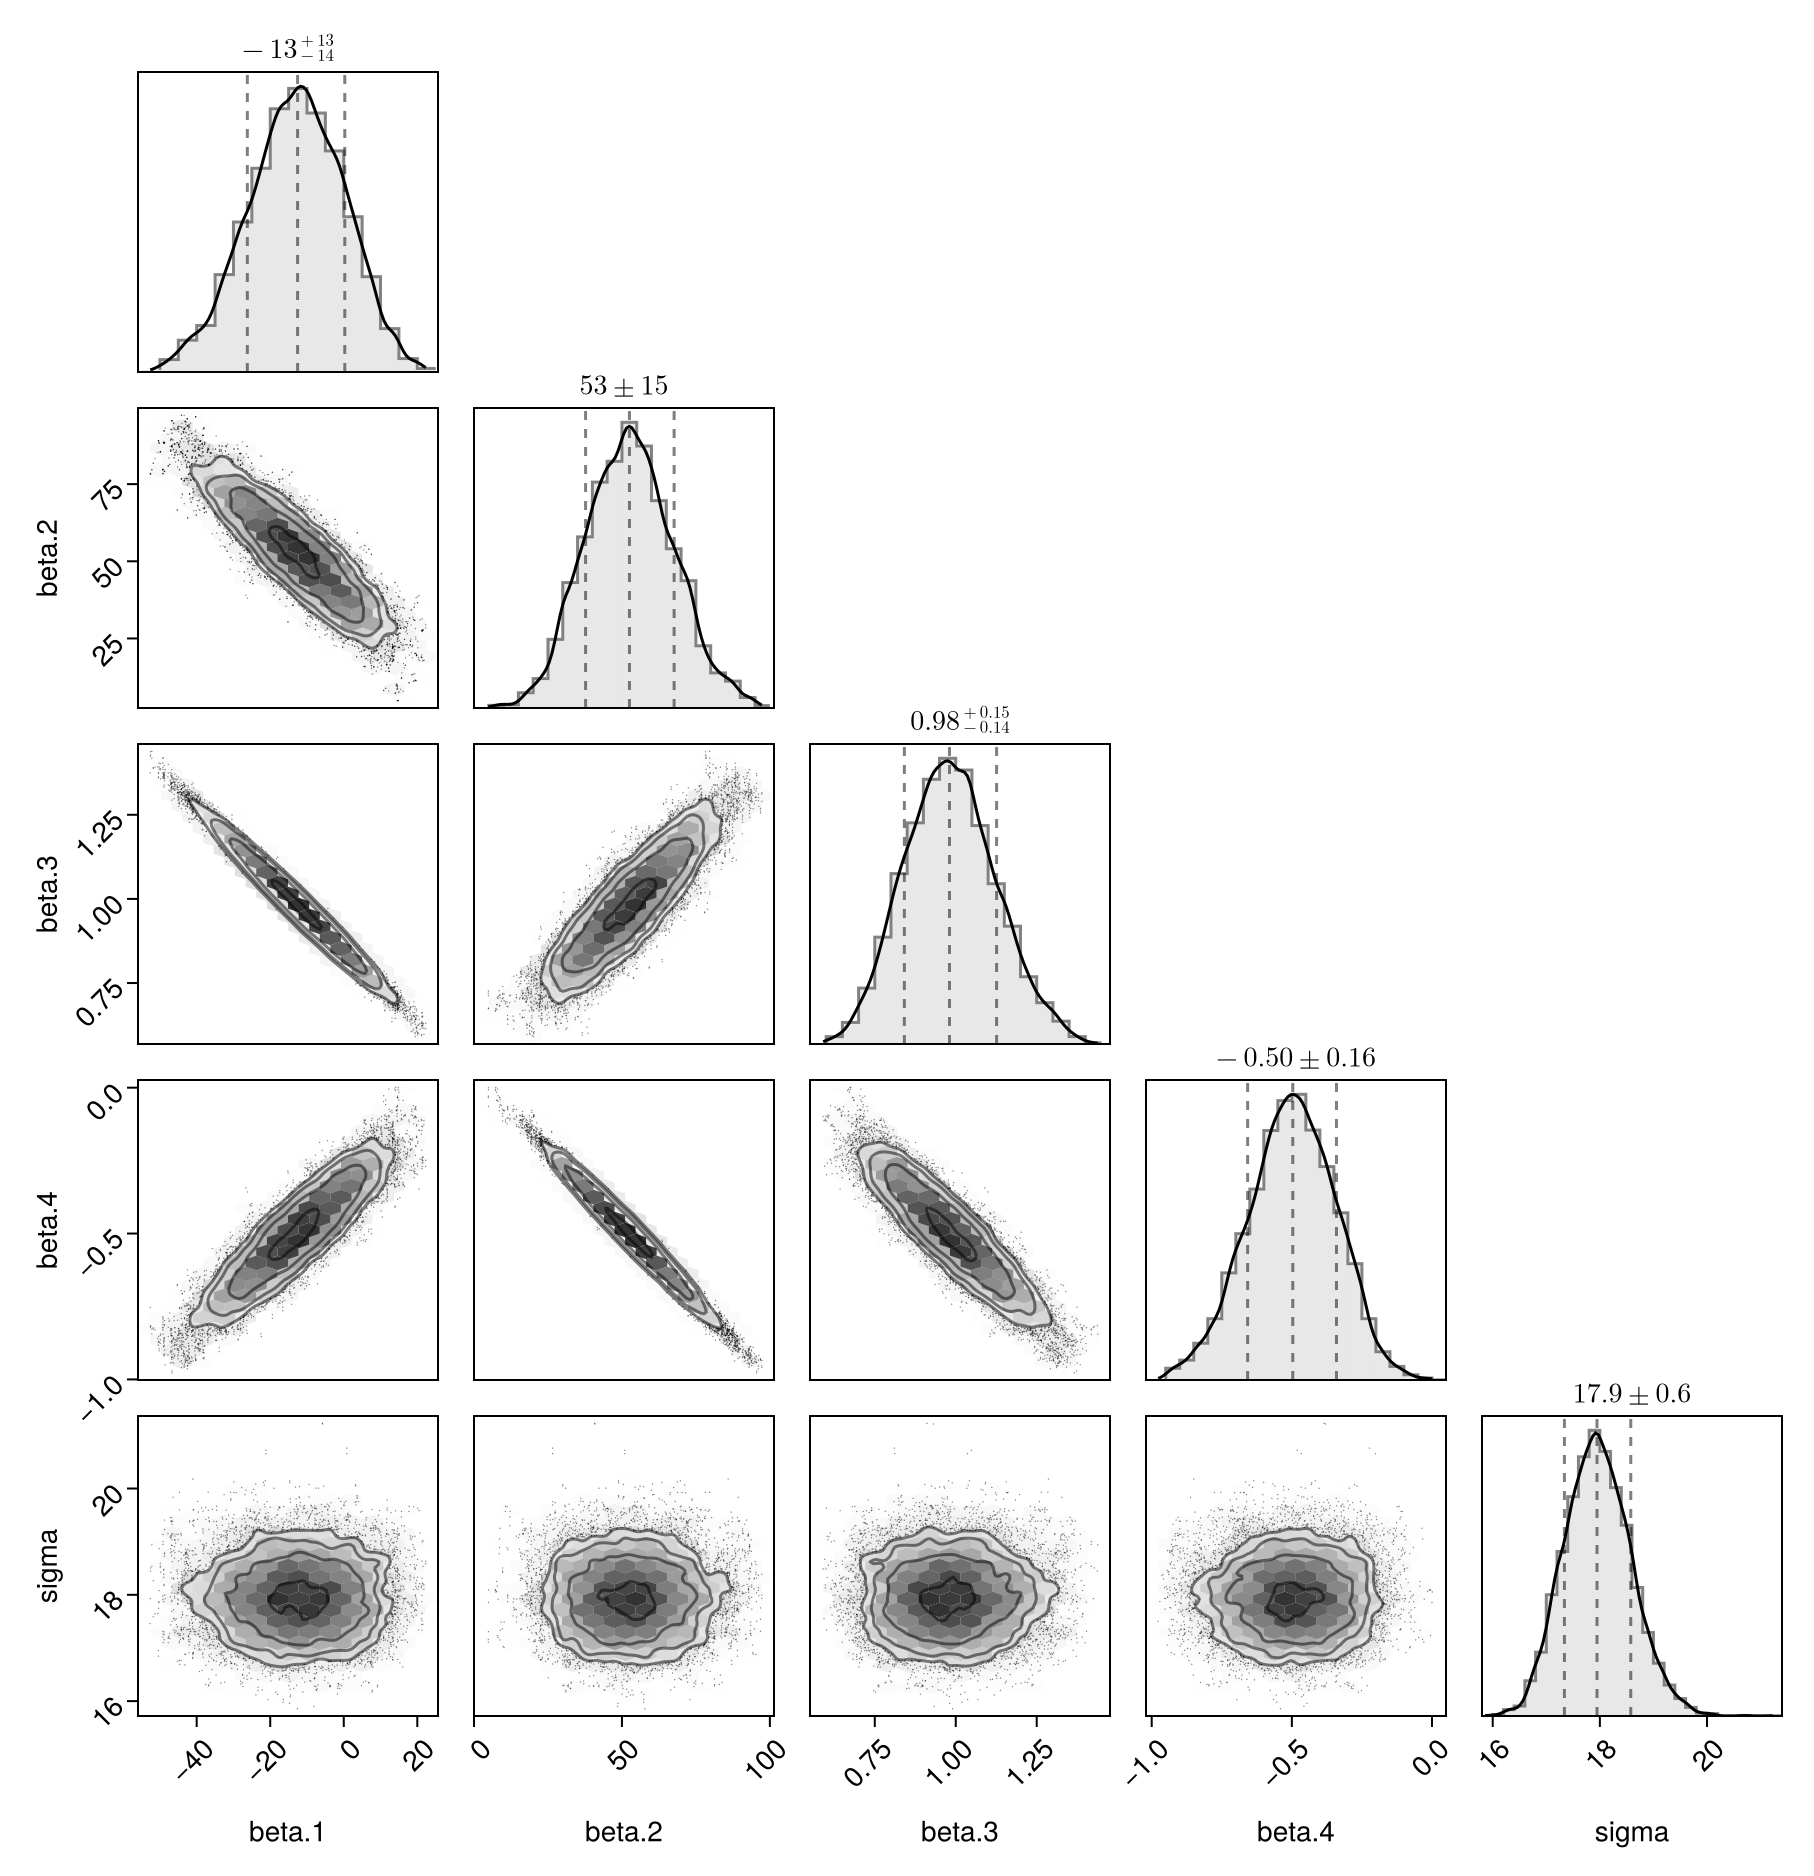 − 13 +13 −14
53 ± 15
beta.2
75
50
25
0.98 +0.15 −0.14
beta.3
1.25
1.00
0.75
− 0.50 ± 0.16
beta.4
0.0
−0.5
−1.0
17.9 ± 0.6
sigma
20
18
16
−40 −20 0 20 0 50 100 0.75 1.00 1.25 −1.0 −0.5 0.0 16 18 20
beta.1 beta.2 beta.3 beta.4 sigma